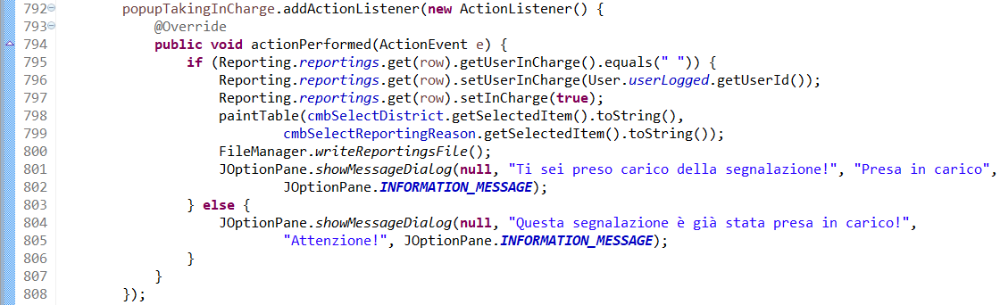 792 popupTakingInCharge.addActionListener(new ActionListener() {
793 @Override
794 public void actionPerformed(ActionEvent e) {
795 if (Reporting.reportings.get(row).getUserInCharge().equals(" ")) {
796 Reporting.reportings.get(row).setUserInCharge(User.userLogged.getUserId());
797 Reporting.reportings.get(row).setInCharge(true);
798 paintTable(cmbSelectDistrict.getSelectedItem().toString(),
799 cmbSelectReportingReason.getSelectedItem().toString());
800 FileManager.writeReportingsFile();
801 JOptionPane.showMessageDialog(null, "Ti sei preso carico della segnalazione!", "Presa in carico",
802 JOptionPane.INFORMATION_MESSAGE);
803 } else {
804 JOptionPane.showMessageDialog(null, "Questa segnalazione è già stata presa in carico!",
805 "Attenzione!", JOptionPane.INFORMATION_MESSAGE);
806 }
807 }
808 });